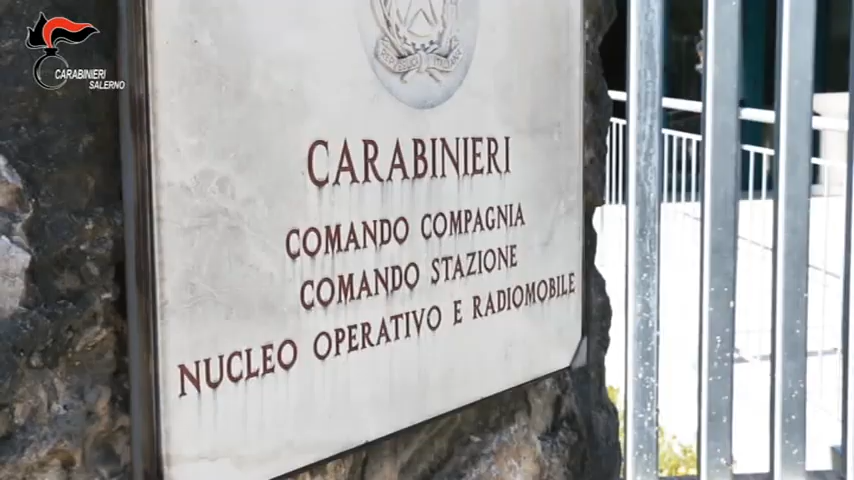 CARABINIERI
SALERNO
CARABINIERI
COMANDO COMPAGNIA
COMANDO STAZIONE
NUCLEO OPERATIVO E RADIOMOBILE